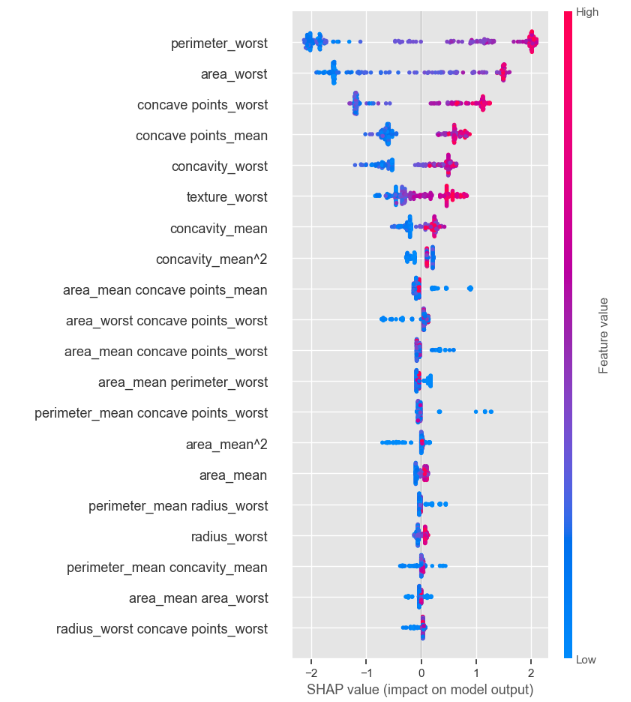 High
perimeter_worst
area_worst
concave points_worst
concave points_mean
concavity_worst
texture_worst
concavity_mean
concavity_mean^2
area_mean concave points_mean
area_worst concave points_worst
area_mean concave points_worst
area_mean perimeter_worst
perimeter_mean concave points_worst
area_mean^2
area_mean
perimeter_mean radius_worst
radius_worst
perimeter_mean concavity_mean
area_mean area_worst
radius_worst concave points_worst
Feature value
Low
−2 −1 0 1 2
SHAP value (impact on model output)